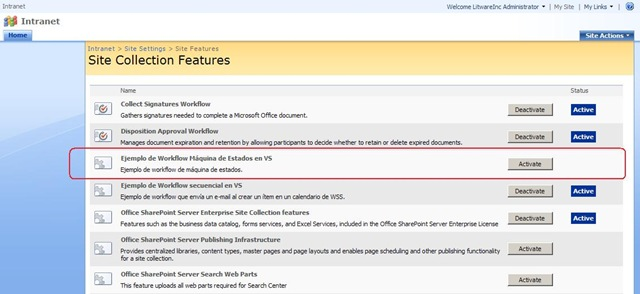 Intranet
Welcome LitwareInc Administrator | My Site | My Links |
Intranet
Home
Site Actions
Intranet > Site Settings > Site Features
Site Collection Features
Name Status
Collect Signatures Workflow
Gathers signatures needed to complete a Microsoft Office document.
Deactivate Active
Disposition Approval Workflow
Manages document expiration and retention by allowing participants to decide whether to retain or delete expired documents.
Deactivate Active
Ejemplo de Workflow Máquina de Estados en VS
Ejemplo de workflow de máquina de estados.
Activate
Ejemplo de Workflow secuencial en VS
Ejemplo de workflow que envía un e-mail al crear un item en un calendario de WSS.
Deactivate Active
Office SharePoint Server Enterprise Site Collection features
Features such as the business data catalog, forms services, and Excel Services, included in the Office SharePoint Server Enterprise License
Deactivate Active
Office SharePoint Server Publishing Infrastructure
Provides centralized libraries, content types, master pages and page layouts and enables page scheduling and other publishing functionality
for a site collection.
Activate
Office SharePoint Server Search Web Parts
This feature uploads all web parts required for Search Center
Activate